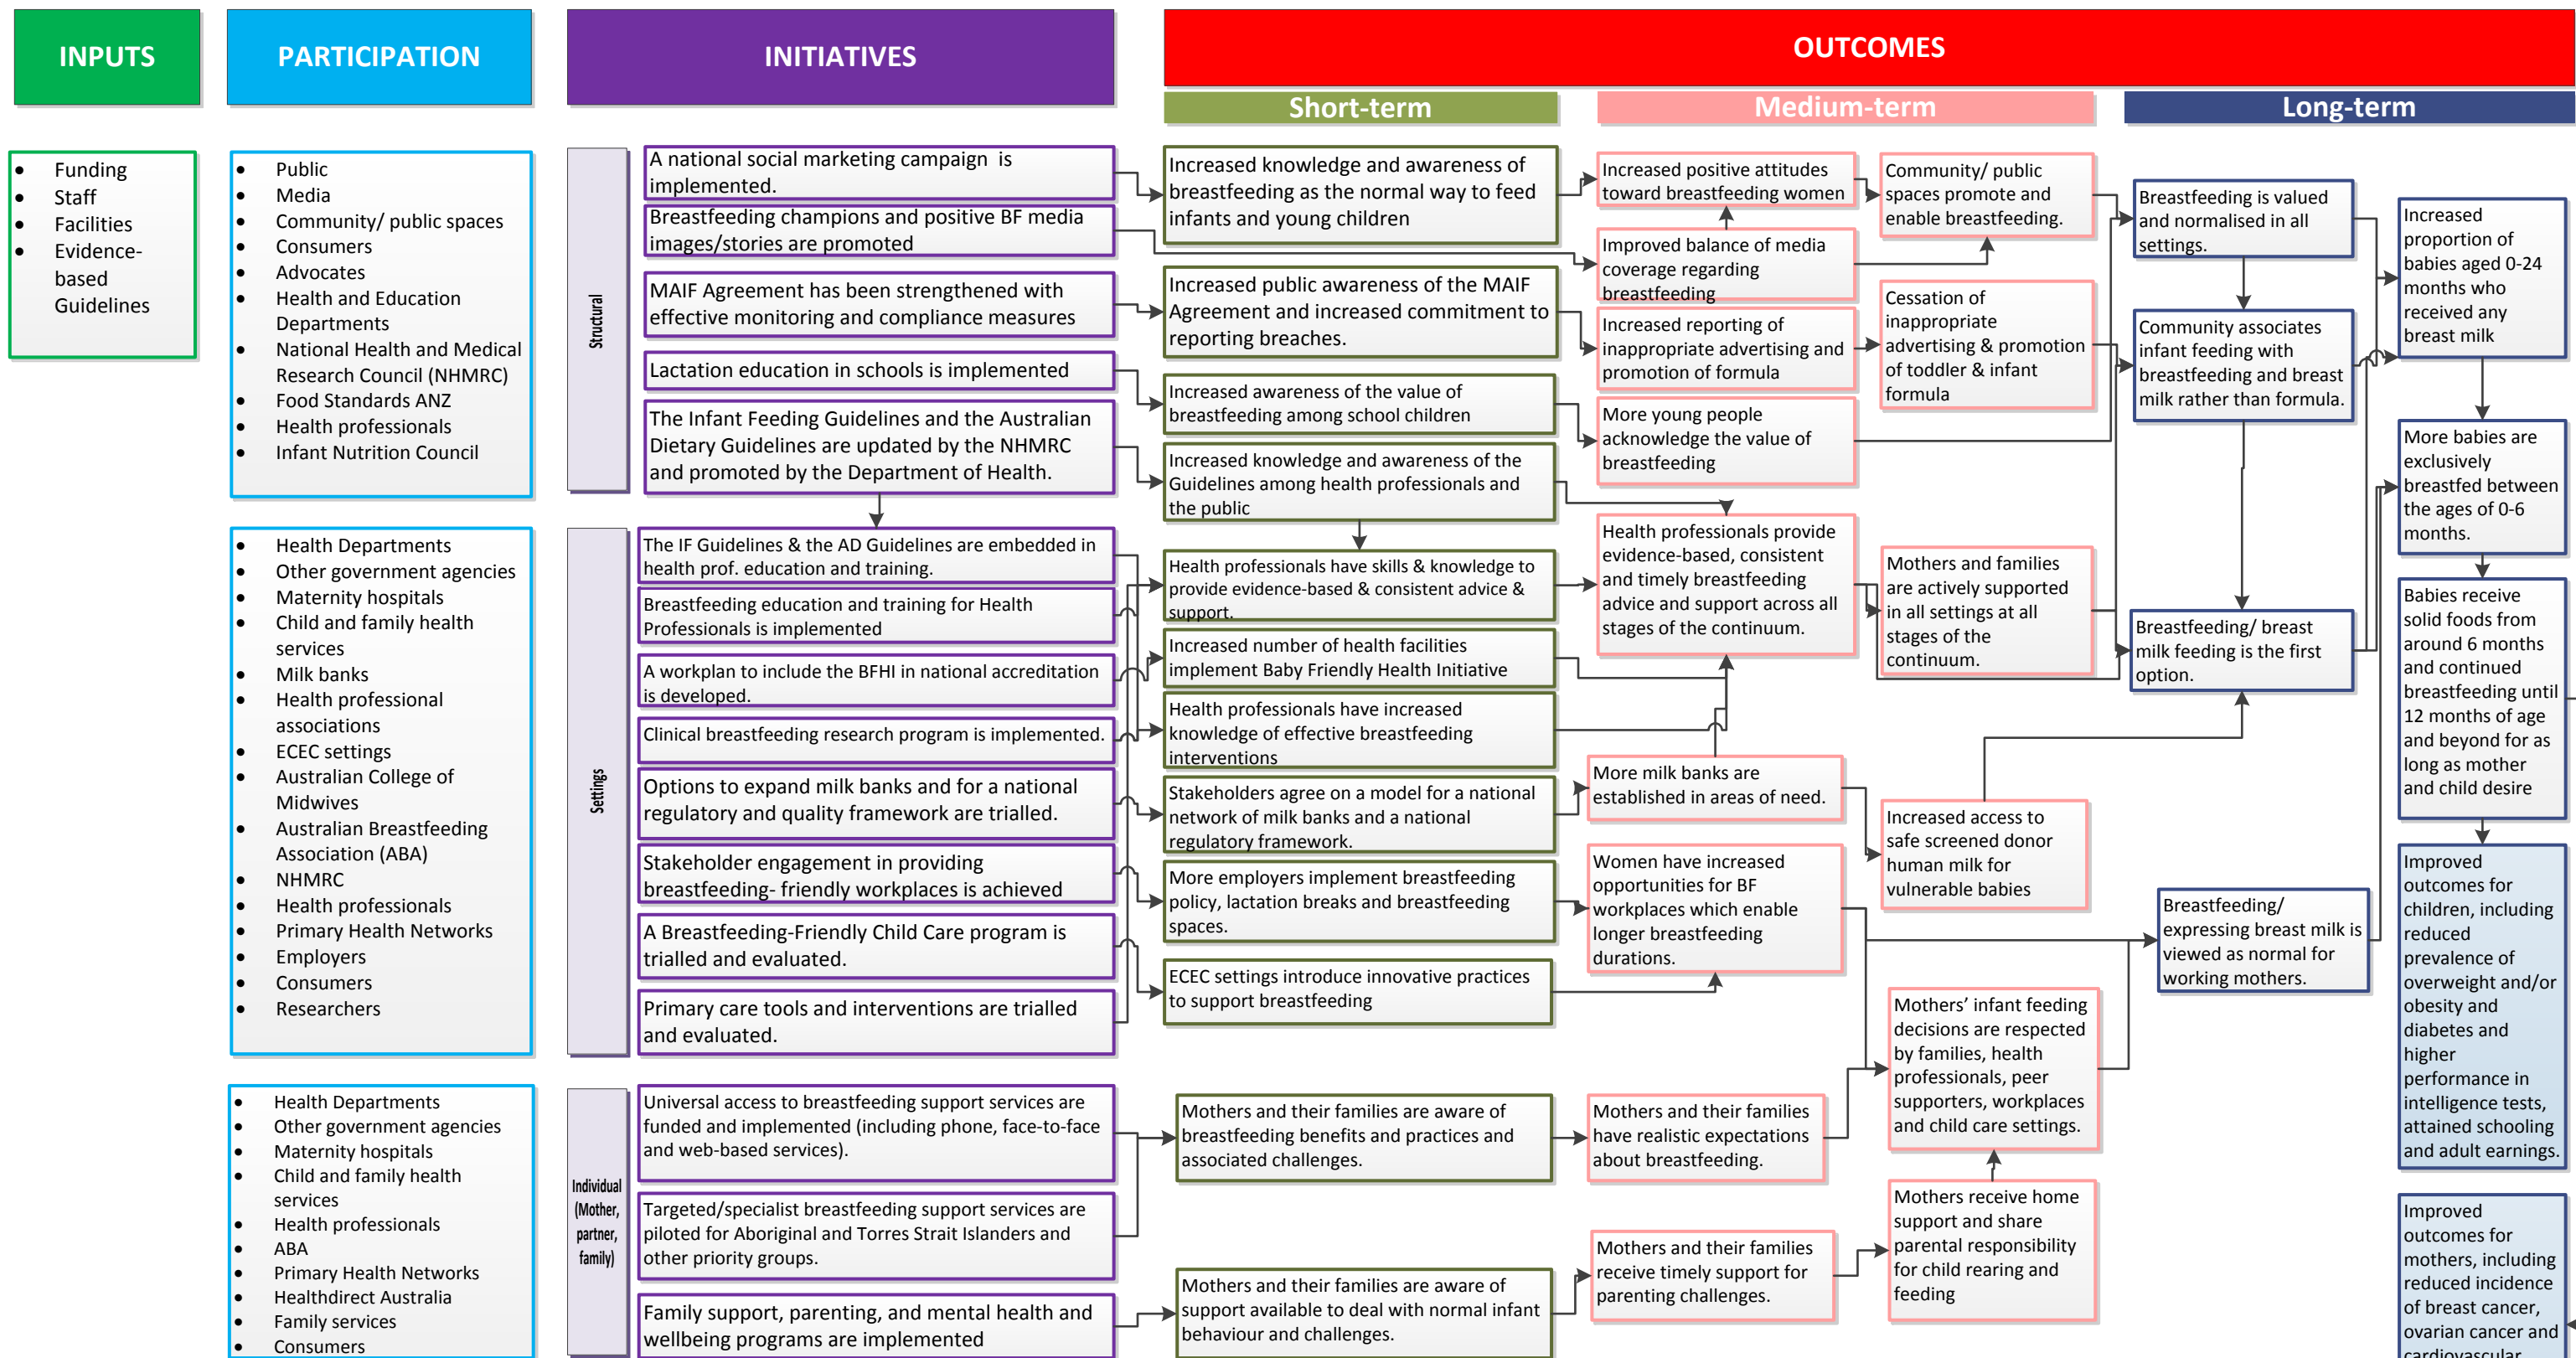 INPUTS
PARTICIPATION
INITIATIVES
OUTCOMES
Short-term
Medium-term
Long-term
• Funding
• Staff
• Facilities
• Evidence-
based
Guidelines
• Public
• Media
• Community/ public spaces
• Consumers
• Advocates
• Health and Education
Departments
• National Health and Medical
Research Council (NHMRC)
• Food Standards ANZ
• Health professionals
• Infant Nutrition Council
• Health Departments
• Other government agencies
• Maternity hospitals
• Child and family health
services
• Milk banks
• Health professional
associations
• ECEC settings
• Australian College of
Midwives
• Australian Breastfeeding
Association (ABA)
• NHMRC
• Health professionals
• Primary Health Networks
• Employers
• Consumers
• Researchers
• Health Departments
• Other government agencies
• Maternity hospitals
• Child and family health
services
• Health professionals
• ABA
• Primary Health Networks
• Healthdirect Australia
• Family services
• Consumers
Structural
A national social marketing campaign is
implemented.
Breastfeeding champions and positive BF media
images/stories are promoted
MAIF Agreement has been strengthened with
effective monitoring and compliance measures
Lactation education in schools is implemented
The Infant Feeding Guidelines and the Australian
Dietary Guidelines are updated by the NHMRC
and promoted by the Department of Health.
Settings
The IF Guidelines & the AD Guidelines are embedded in
health prof. education and training.
Breastfeeding education and training for Health
Professionals is implemented
A workplan to include the BFHI in national accreditation
is developed.
Clinical breastfeeding research program is implemented.
Options to expand milk banks and for a national
regulatory and quality framework are trialled.
Stakeholder engagement in providing
breastfeeding- friendly workplaces is achieved
A Breastfeeding-Friendly Child Care program is
trialled and evaluated.
Primary care tools and interventions are trialled
and evaluated.
Individual
(Mother,
partner,
family)
Universal access to breastfeeding support services are
funded and implemented (including phone, face-to-face
and web-based services).
Targeted/specialist breastfeeding support services are
piloted for Aboriginal and Torres Strait Islanders and
other priority groups.
Family support, parenting, and mental health and
wellbeing programs are implemented
Increased knowledge and awareness of
breastfeeding as the normal way to feed
infants and young children
Increased public awareness of the MAIF
Agreement and increased commitment to
reporting breaches.
Increased awareness of the value of
breastfeeding among school children
Increased knowledge and awareness of the
Guidelines among health professionals and
the public
Health professionals have skills & knowledge to
provide evidence-based & consistent advice &
support.
Increased number of health facilities
implement Baby Friendly Health Initiative
Health professionals have increased
knowledge of effective breastfeeding
interventions
Stakeholders agree on a model for a national
network of milk banks and a national
regulatory framework.
More employers implement breastfeeding
policy, lactation breaks and breastfeeding
spaces.
ECEC settings introduce innovative practices
to support breastfeeding
Mothers and their families are aware of
breastfeeding benefits and practices and
associated challenges.
Mothers and their families are aware of
support available to deal with normal infant
behaviour and challenges.
Increased positive attitudes
toward breastfeeding women
Improved balance of media
coverage regarding
breastfeeding
Increased reporting of
inappropriate advertising and
promotion of formula
More young people
acknowledge the value of
breastfeeding
Health professionals provide
evidence-based, consistent
and timely breastfeeding
advice and support across all
stages of the continuum.
More milk banks are
established in areas of need.
Women have increased
opportunities for BF
workplaces which enable
longer breastfeeding
durations.
Mothers and their families
have realistic expectations
about breastfeeding.
Mothers and their families
receive timely support for
parenting challenges.
Community/ public
spaces promote and
enable breastfeeding.
Cessation of
inappropriate
advertising & promotion
of toddler & infant
formula
Mothers and families
are actively supported
in all settings at all
stages of the
continuum.
Increased access to
safe screened donor
human milk for
vulnerable babies
Mothers’ infant feeding
decisions are respected
by families, health
professionals, peer
supporters, workplaces
and child care settings.
Mothers receive home
support and share
parental responsibility
for child rearing and
feeding
Breastfeeding is valued
and normalised in all
settings.
Community associates
infant feeding with
breastfeeding and breast
milk rather than formula.
Breastfeeding/ breast
milk feeding is the first
option.
Breastfeeding/
expressing breast milk is
viewed as normal for
working mothers.
Increased
proportion of
babies aged 0-24
months who
received any
breast milk
More babies are
exclusively
breastfed between
the ages of 0-6
months.
Babies receive
solid foods from
around 6 months
and continued
breastfeeding until
12 months of age
and beyond for as
long as mother
and child desire
Improved
outcomes for
children, including
reduced
prevalence of
overweight and/or
obesity and
diabetes and
higher
performance in
intelligence tests,
attained schooling
and adult earnings.
Improved
outcomes for
mothers, including
reduced incidence
of breast cancer,
ovarian cancer and
cardiovascular